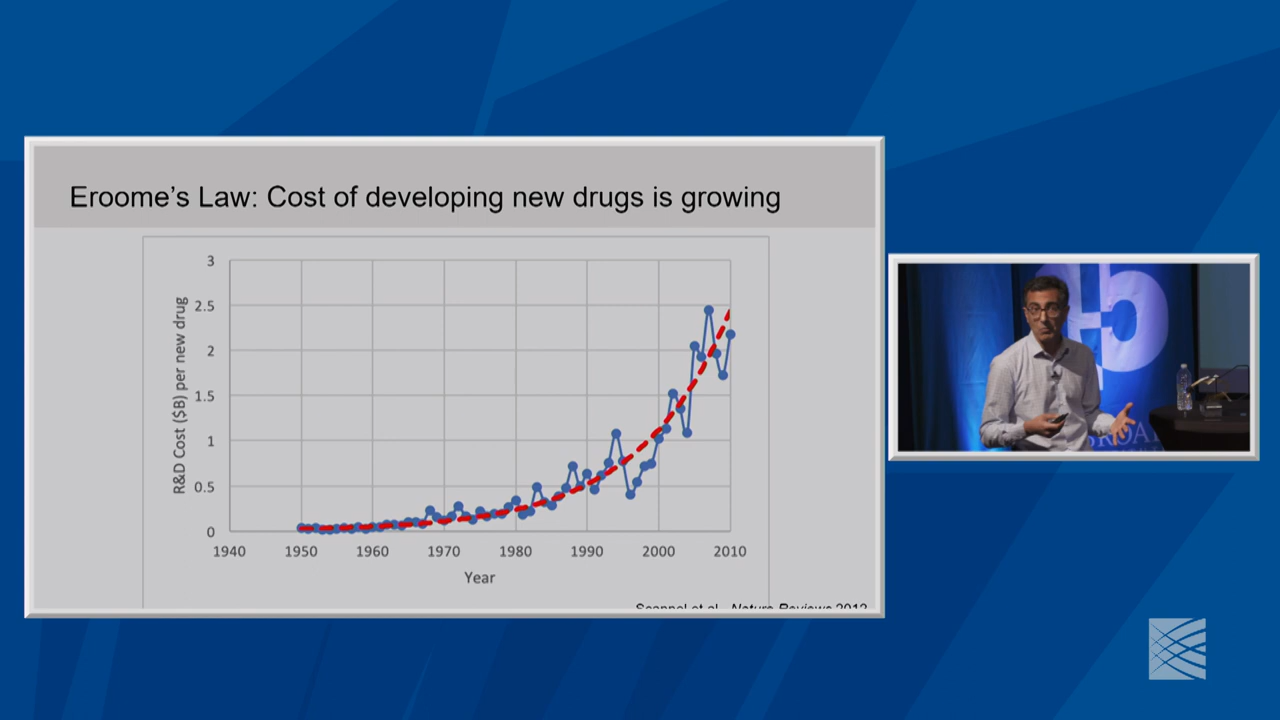 Eroome's Law: Cost of developing new drugs is growing
3
2.5
2
1.5
1
0.5
0
R&D Cost ($B) per new drug
1940 1950 1960 1970 1980 1990 2000 2010
Year
Scannel et al., Nature Reviews 2012
b
BROAD